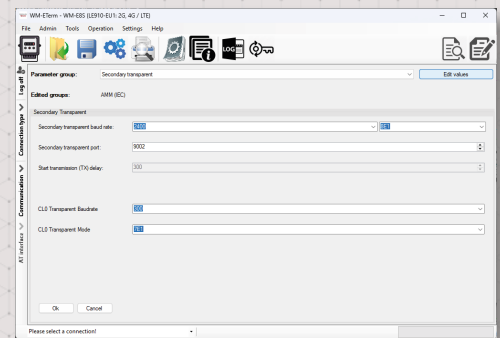 WM-ETerm - WM-E8S (LE910-EU1: 2G, 4G / LTE)
File Admin Tools Operation Settings Help
LOG
Log off
Parameter group: Secondary transparent Edit values
Edited groups: AMM (IEC)
Connection type
Secondary Transparent
Secondary transparent baud rate: 2400 8E1
Secondary transparent port: 9002
Start transmission (TX) delay: 300
Communication
CL0 Transparent Baudrate 300
CL0 Transparent Mode 7E1
AT interface
Ok Cancel
Please select a connection!